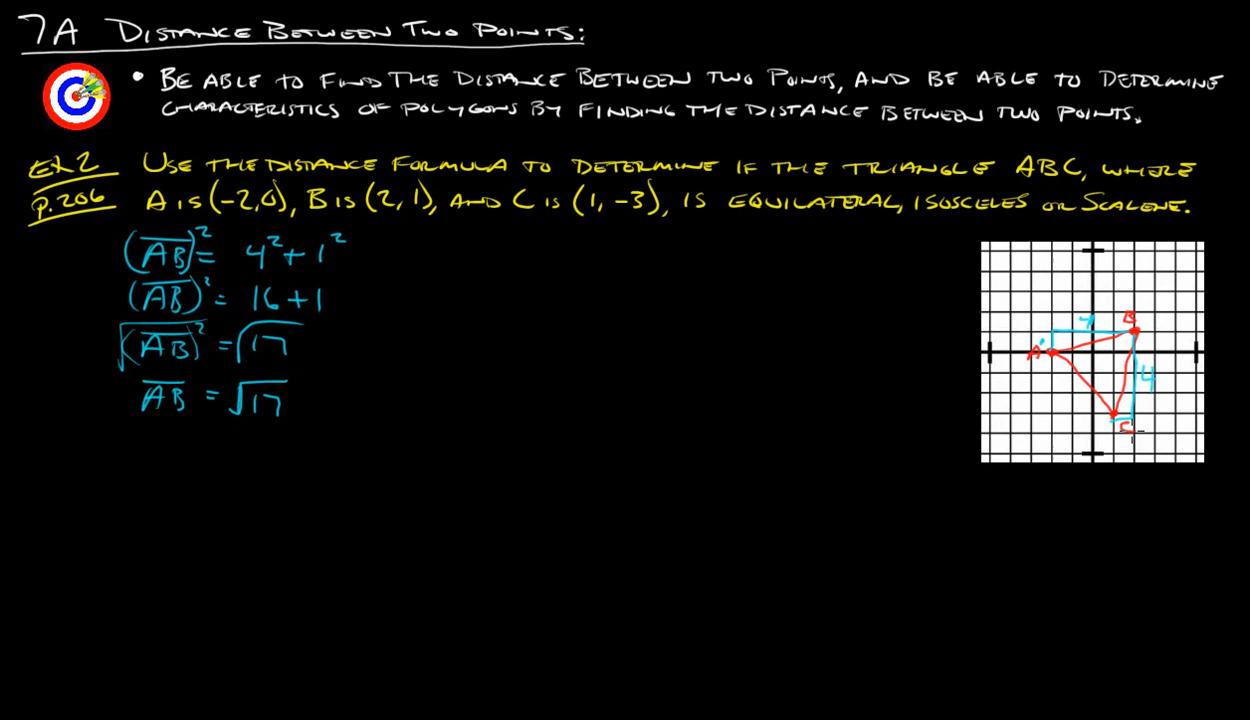 7A DISTANCE BETWEEN TWO POINTS:
• BE ABLE TO FIND THE DISTANCE BETWEEN TWO POINTS, AND BE ABLE TO DETERMINE
CHARACTERISTICS OF POLYGONS BY FINDING THE DISTANCE BETWEEN TWO POINTS.
EX.2 USE THE DISTANCE FORMULA TO DETERMINE IF THE TRIANGLE ABC, WHERE
P.206 A IS (-2,0), B IS (2,1), AND C IS (1,-3), IS EQUILATERAL, ISOSCELES OR SCALENE.
(AB)² = 4² + 1²
(AB)² = 16 + 1
√(AB)² = √17
AB = √17
4
B
A
4
C